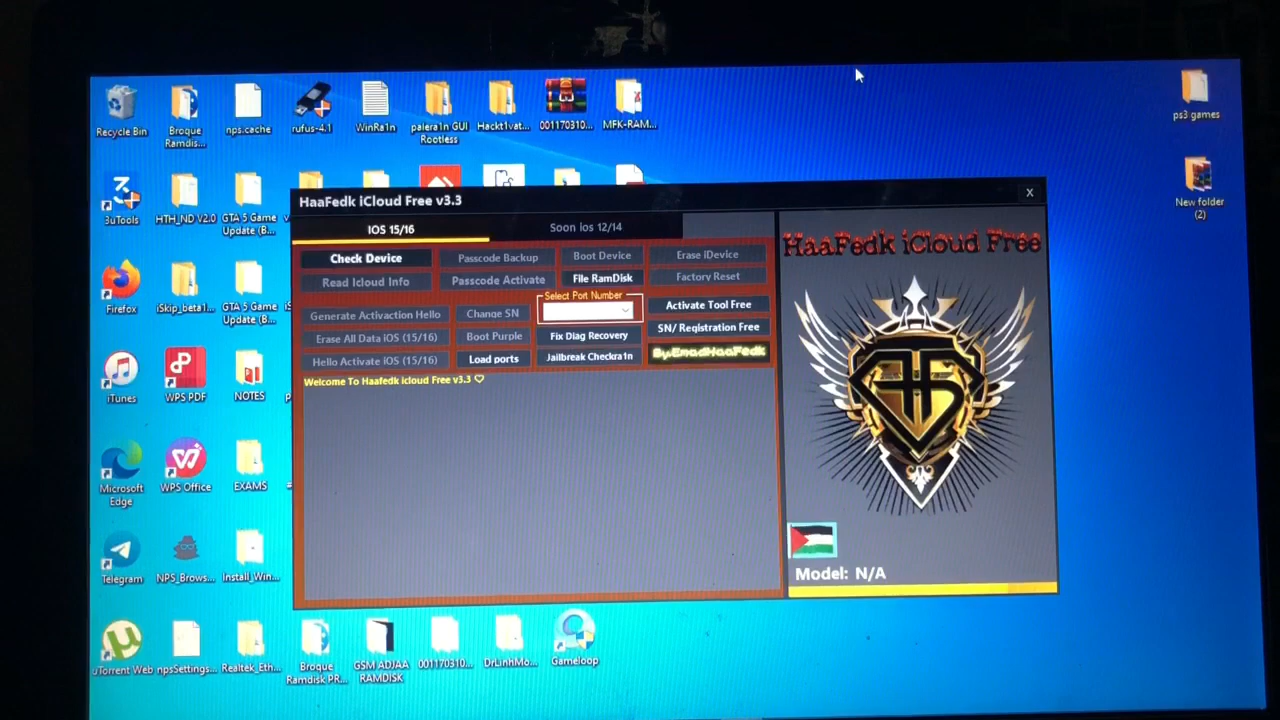 Recycle Bin
Broque
Ramdis...
nps.cache
rufus-4.1
WinRa1n
palera1n GUI
Rootless
Hackt1vat...
001170310...
MFK-RAM...
ps3 games
3uTools
HTH_ND V2.0
GTA 5 Game
Update (B...
New folder
(2)
HaaFedk iCloud Free v3.3
X
IOS 15/16
Soon ios 12/14
HaaFedk iCloud Free
Check Device
Passcode Backup
Boot Device
Erase iDevice
Read Icloud Info
Passcode Activate
File RamDisk
Factory Reset
Select Port Number
Generate Activaction Hello
Change SN
Activate Tool Free
Erase All Data iOS (15/16)
Boot Purple
Fix Diag Recovery
SN/ Registration Free
Hello Activate iOS (15/16)
Load ports
Jailbreak Checkra1n
By.EmadHaaFedk
Welcome To Haafedk icloud Free v3.3 ♡
Firefox
iSkip_beta1...
GTA 5 Game
Update (B...
iTunes
WPS PDF
NOTES
Microsoft
Edge
WPS Office
EXAMS
Telegram
NPS_Brows...
Install_Win...
Model: N/A
uTorrent Web
npsSettings...
Realtek_Eth...
Broque
Ramdisk PR...
GSM ADJAA
RAMDISK
001170310...
DrLinhMo...
Gameloop